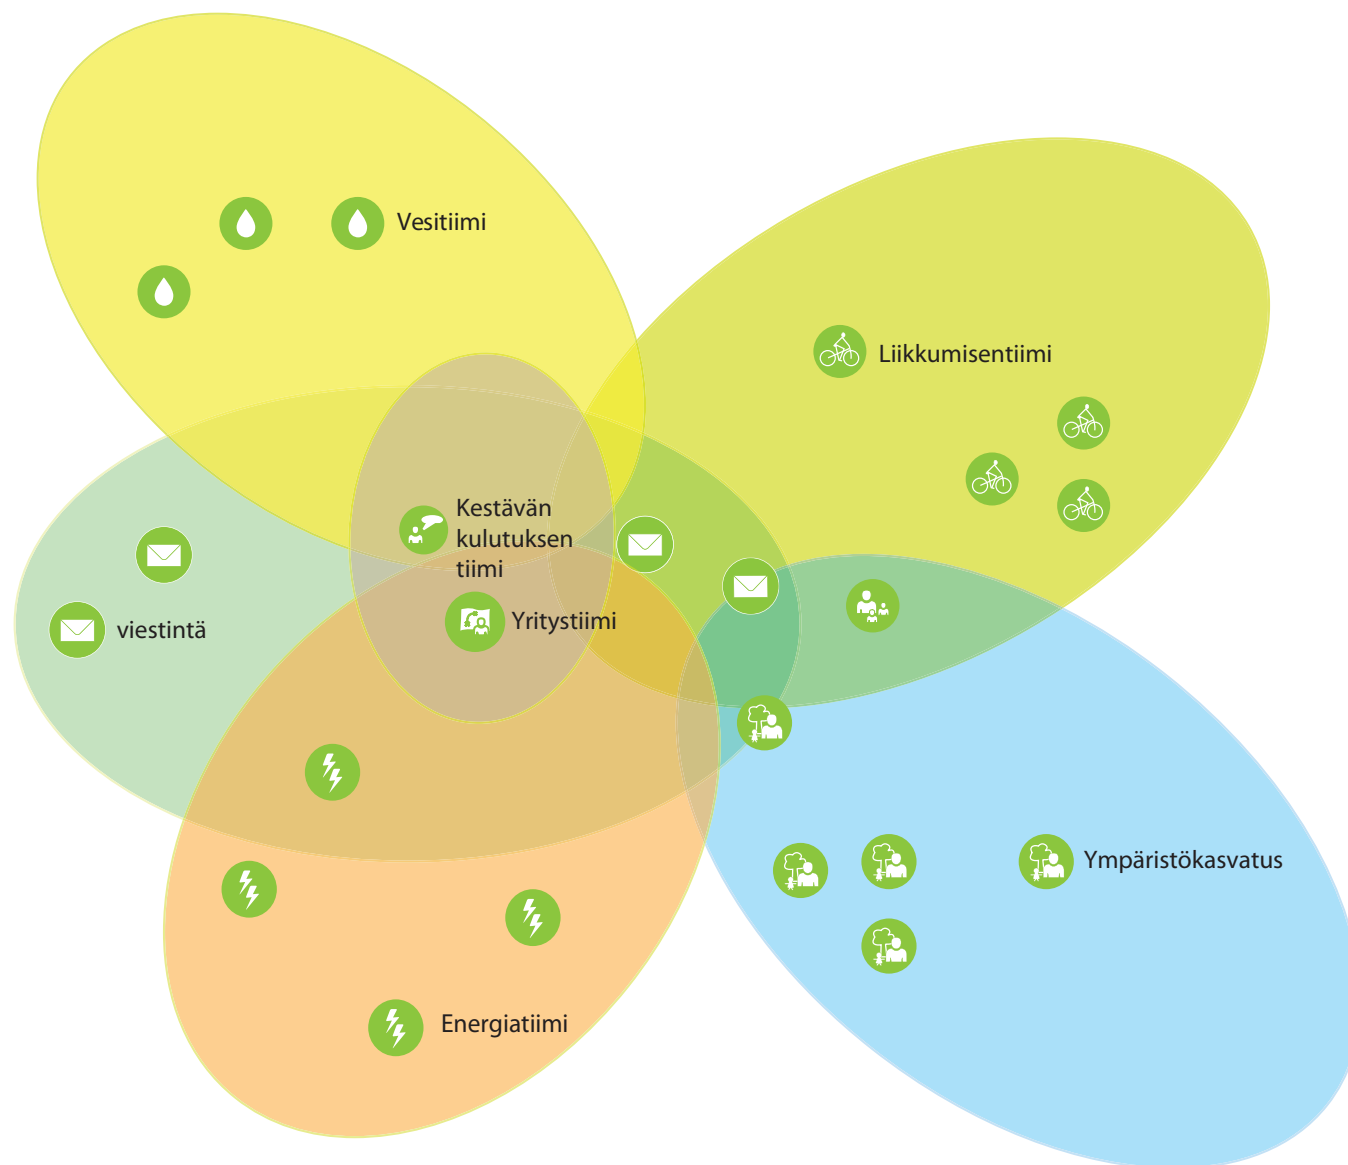 Vesitiimi
Liikkumisentiimi
Kestävän
kulutuksen
tiimi
Yritystiimi
viestintä
Ympäristökasvatus
Energiatiimi